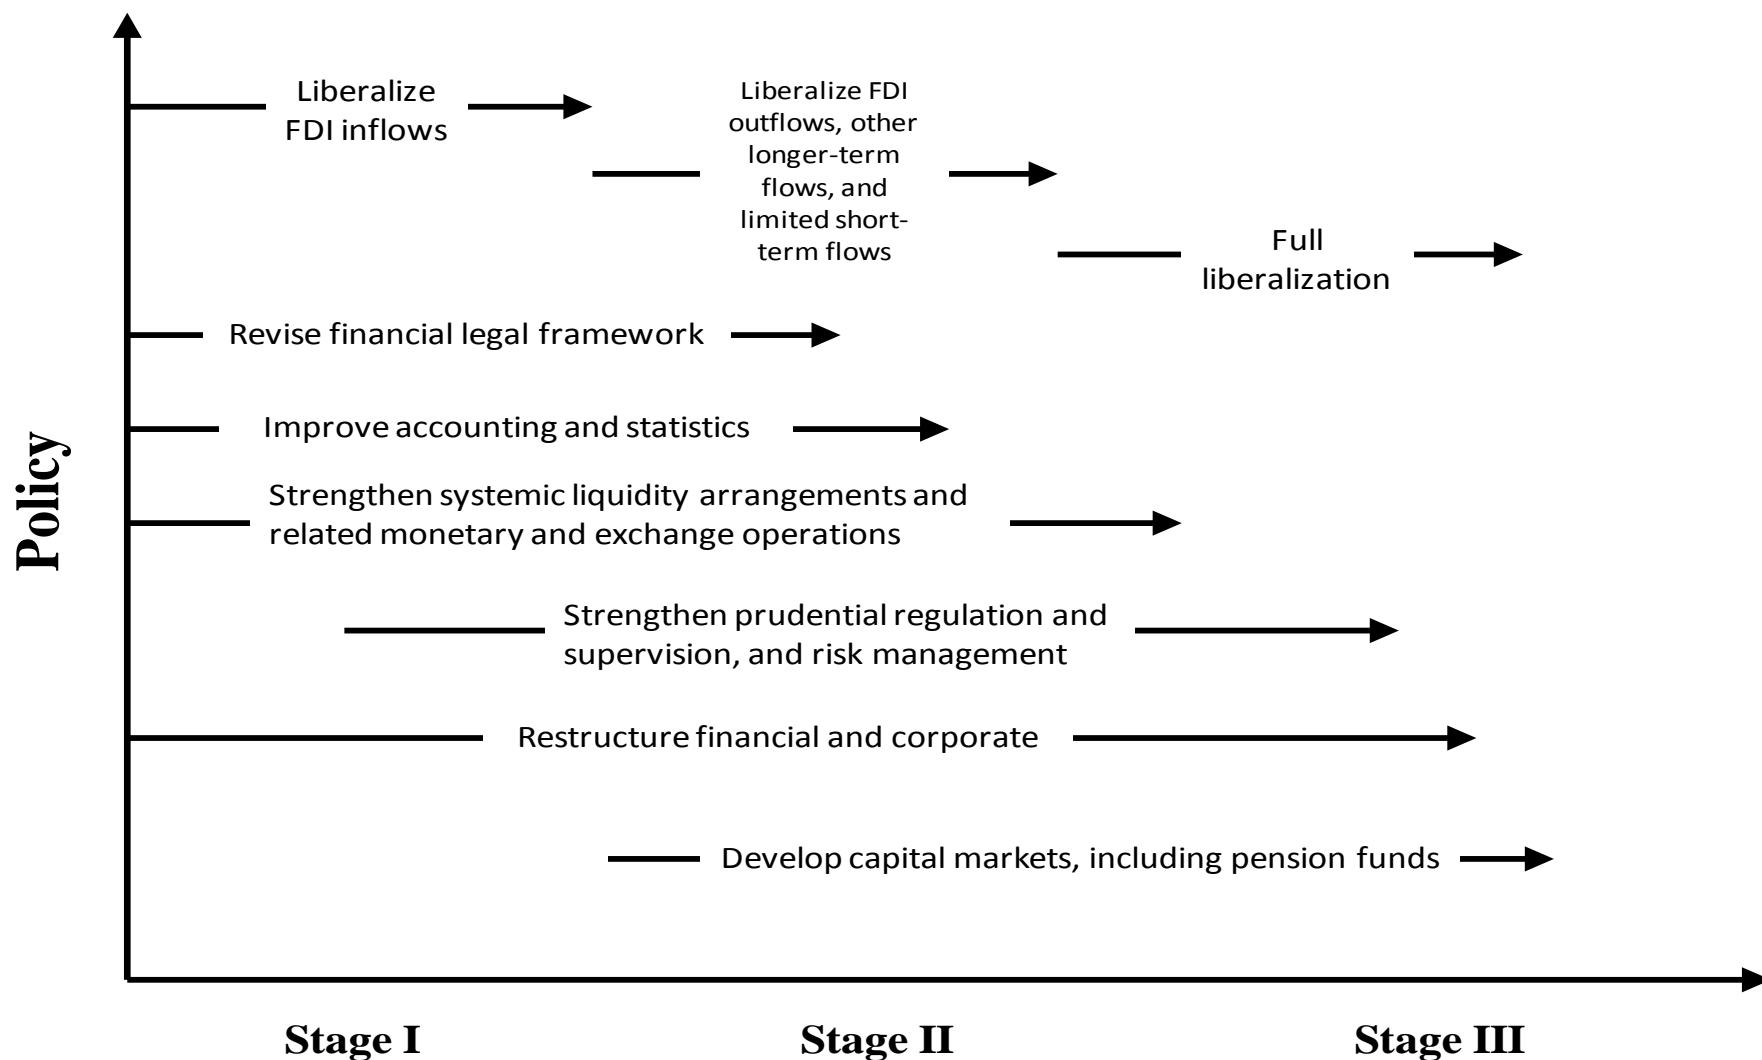 Liberalize
FDI inflows
Liberalize FDI
outflows, other
longer-term
flows, and
limited short-
term flows
Full
liberalization
Revise financial legal framework
Improve accounting and statistics
Strengthen systemic liquidity arrangements and
related monetary and exchange operations
Strengthen prudential regulation and
supervision, and risk management
Restructure financial and corporate
Develop capital markets, including pension funds
Policy
Stage I
Stage II
Stage III